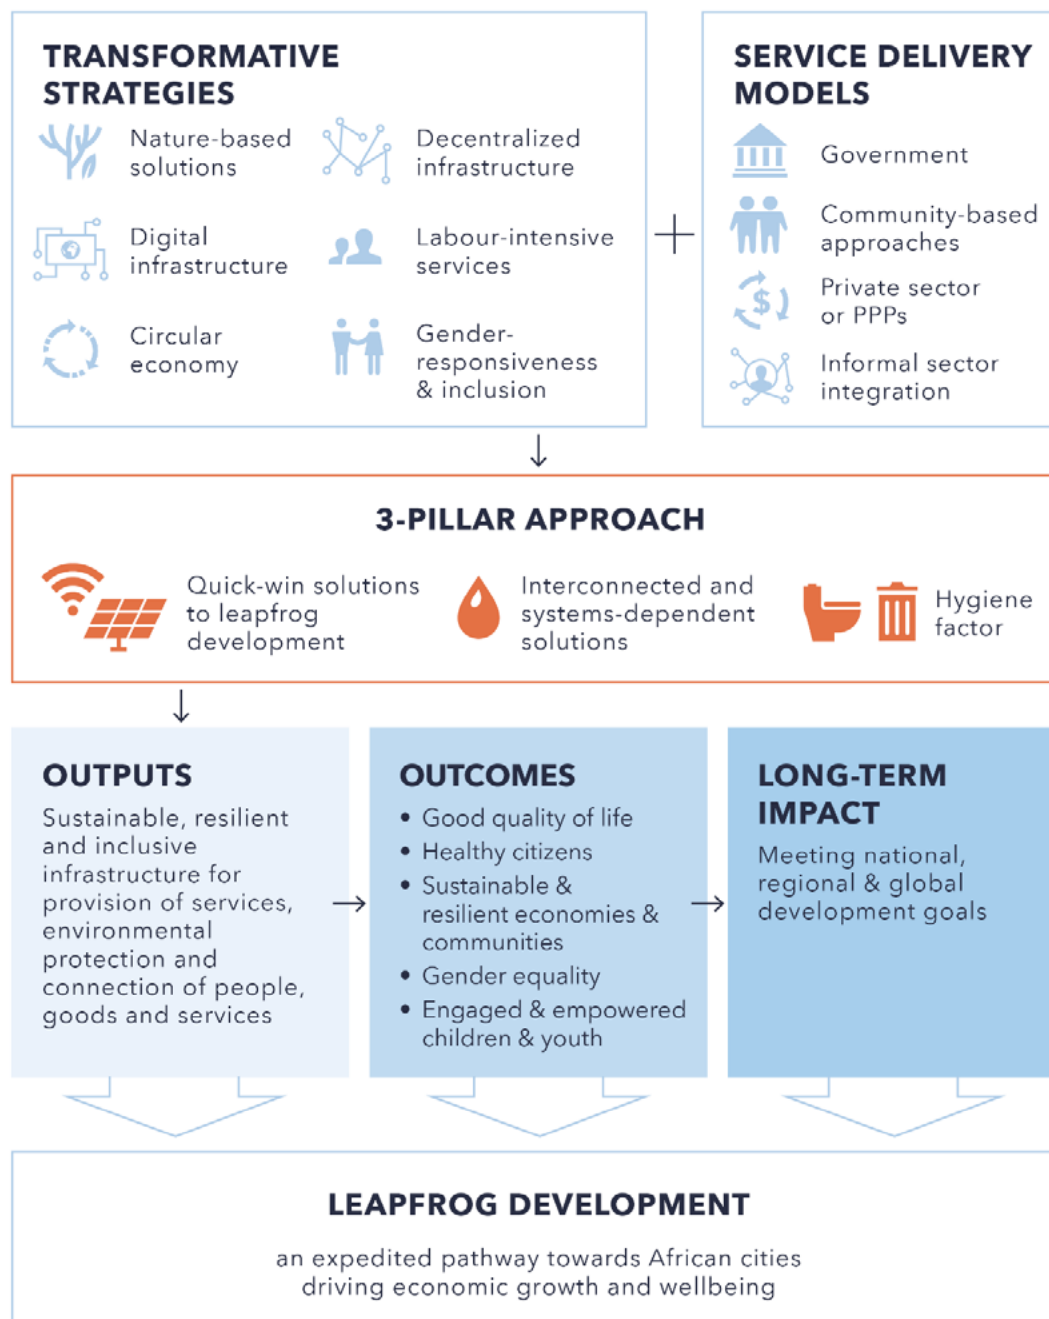 TRANSFORMATIVE
STRATEGIES
Nature-based
solutions
Decentralized
infrastructure
Digital
infrastructure
Labour-intensive
services
Circular
economy
Gender-
responsiveness
& inclusion
+
SERVICE DELIVERY
MODELS
Government
Community-based
approaches
$
Private sector
or PPPs
Informal sector
integration
3-PILLAR APPROACH
Quick-win solutions
to leapfrog
development
Interconnected and
systems-dependent
solutions
Hygiene
factor
OUTPUTS
Sustainable, resilient
and inclusive
infrastructure for
provision of services,
environmental
protection and
connection of people,
goods and services
OUTCOMES
• Good quality of life
• Healthy citizens
• Sustainable &
resilient economies &
communities
• Gender equality
• Engaged & empowered
children & youth
LONG-TERM
IMPACT
Meeting national,
regional & global
development goals
LEAPFROG DEVELOPMENT
an expedited pathway towards African cities
driving economic growth and wellbeing